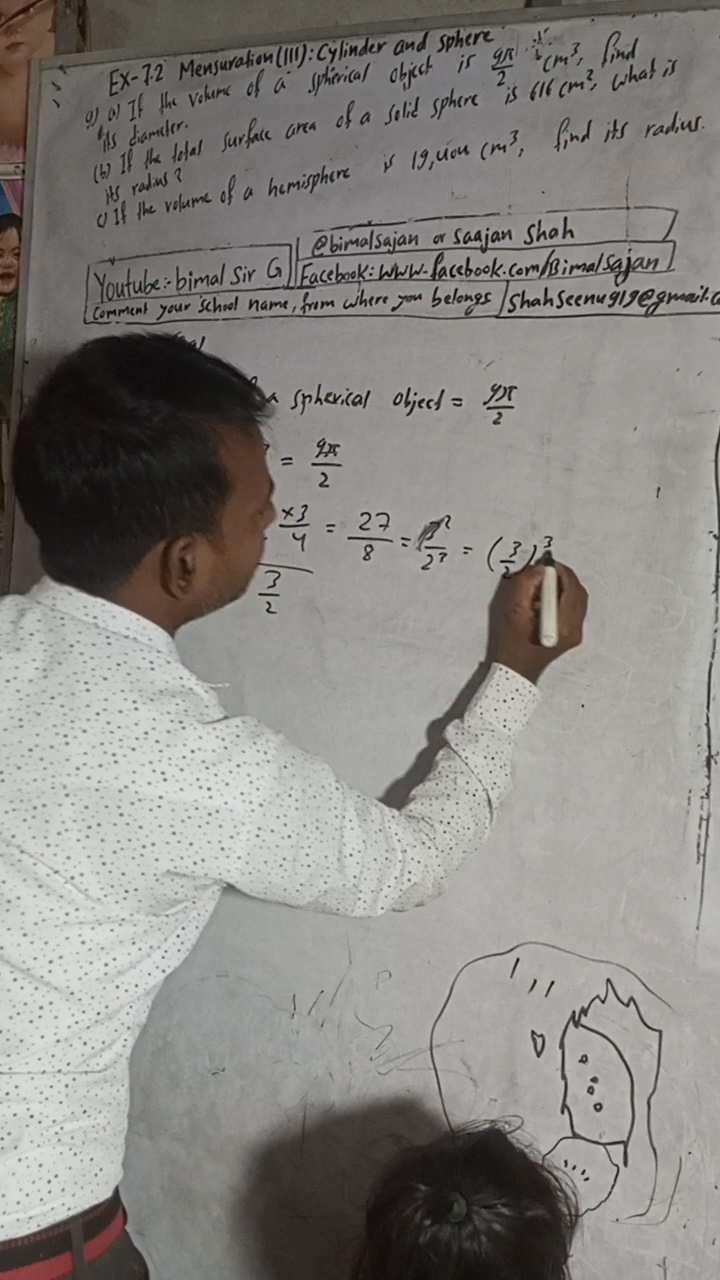 Ex-7.2 Mensuration (III): Cylinder and sphere
9) a) If the volume of a spherical object is 9π/2 cm³, find
its diameter.
(b) If the total surface area of a solid sphere is 616 cm², what is
its radius?
c) If the volume of a hemisphere is 19,404 cm³, find its radius.
@bimalsajan or Saajan Shah
Youtube:- bimal Sir G
Facebook: www.facebook.com/Bimalsajan
Comment your School name, from where you belongs
Shahseenu919@gmail.c
a spherical object = 9π/2
= 9π/2
×3/4 = 27/8 = /2³ = (3/2)³
3/2